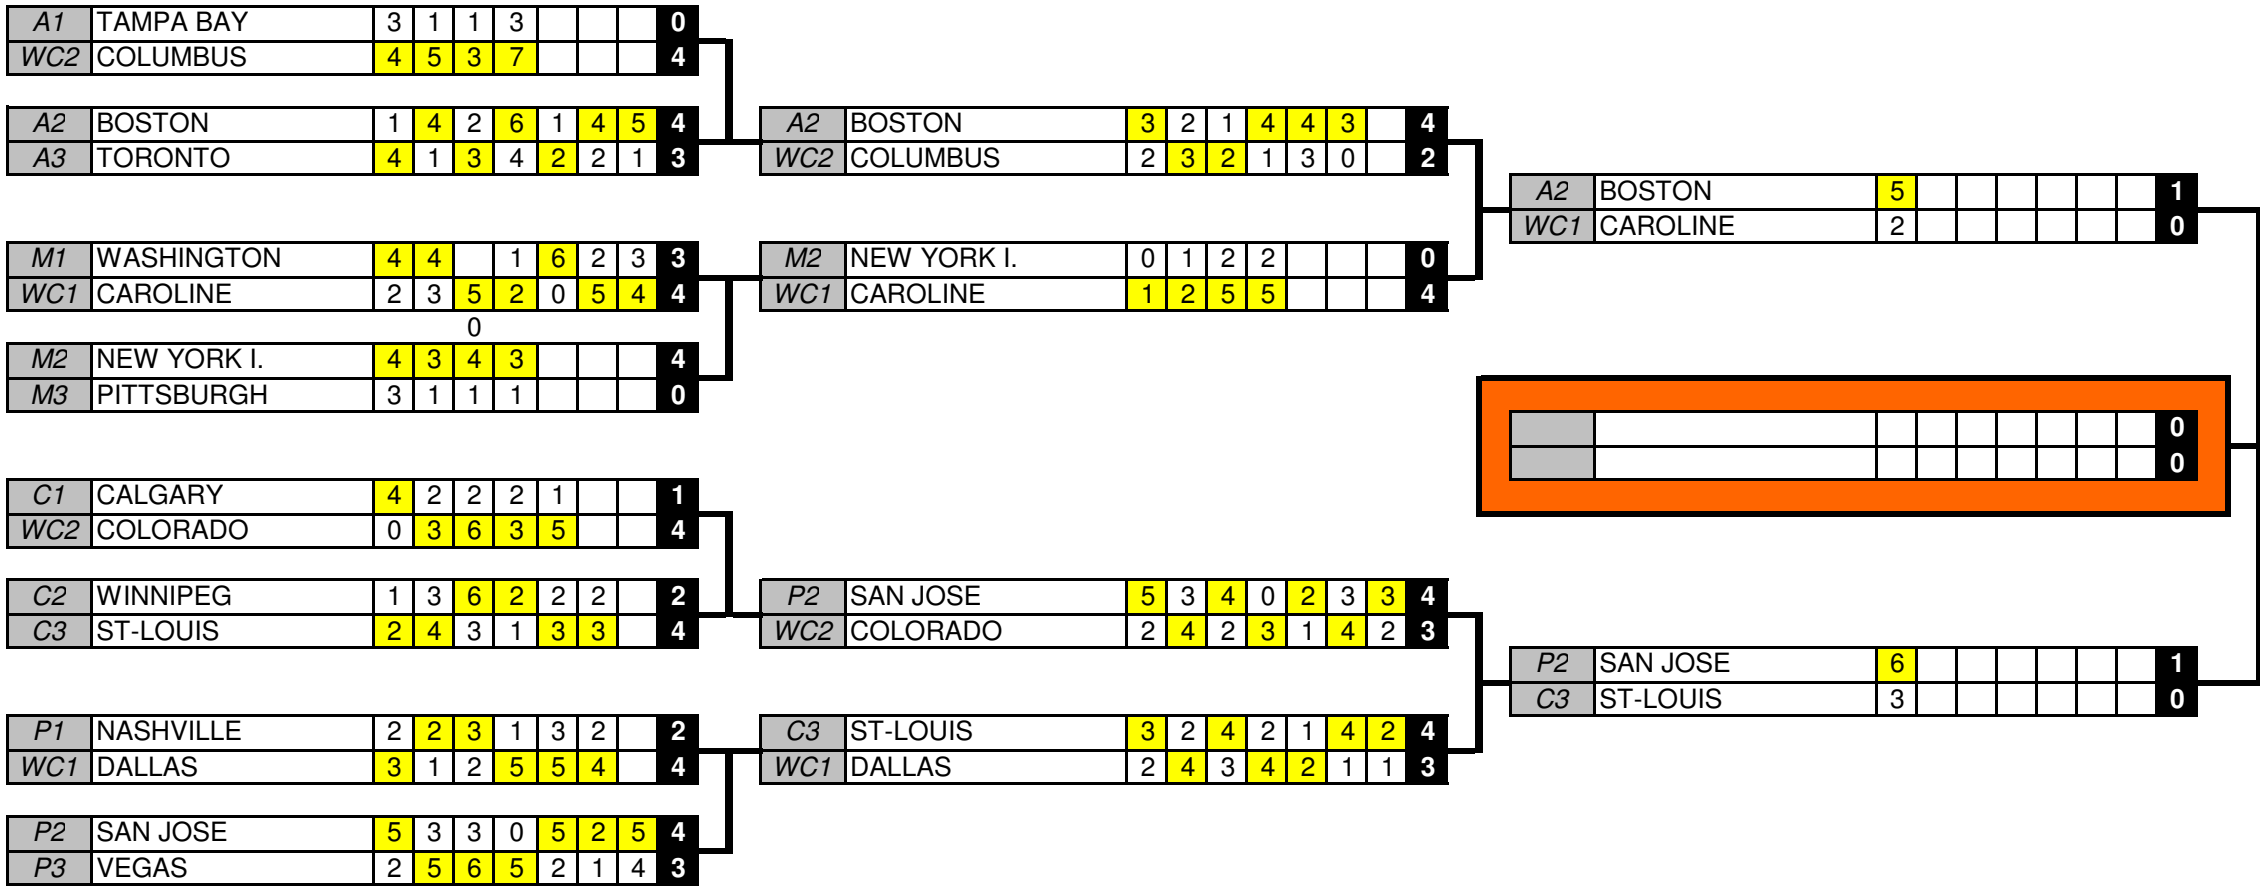 A1 TAMPA BAY 3 1 1 3 0
WC2 COLUMBUS 4 5 3 7 4
A2 BOSTON 1 4 2 6 1 4 5 4
A3 TORONTO 4 1 3 4 2 2 1 3
M1 WASHINGTON 4 4 1 6 2 3 3
WC1 CAROLINE 2 3 5 2 0 5 4 4
0
M2 NEW YORK I. 4 3 4 3 4
M3 PITTSBURGH 3 1 1 1 0
C1 CALGARY 4 2 2 2 1 1
WC2 COLORADO 0 3 6 3 5 4
C2 WINNIPEG 1 3 6 2 2 2 2
C3 ST-LOUIS 2 4 3 1 3 3 4
P1 NASHVILLE 2 2 3 1 3 2 2
WC1 DALLAS 3 1 2 5 5 4 4
P2 SAN JOSE 5 3 3 0 5 2 5 4
P3 VEGAS 2 5 6 5 2 1 4 3
A2 BOSTON 3 2 1 4 4 3 4
WC2 COLUMBUS 2 3 2 1 3 0 2
M2 NEW YORK I. 0 1 2 2 0
WC1 CAROLINE 1 2 5 5 4
P2 SAN JOSE 5 3 4 0 2 3 3 4
WC2 COLORADO 2 4 2 3 1 4 2 3
C3 ST-LOUIS 3 2 4 2 1 4 2 4
WC1 DALLAS 2 4 3 4 2 1 1 3
A2 BOSTON 5 1
WC1 CAROLINE 2 0
0
0
P2 SAN JOSE 6 1
C3 ST-LOUIS 3 0